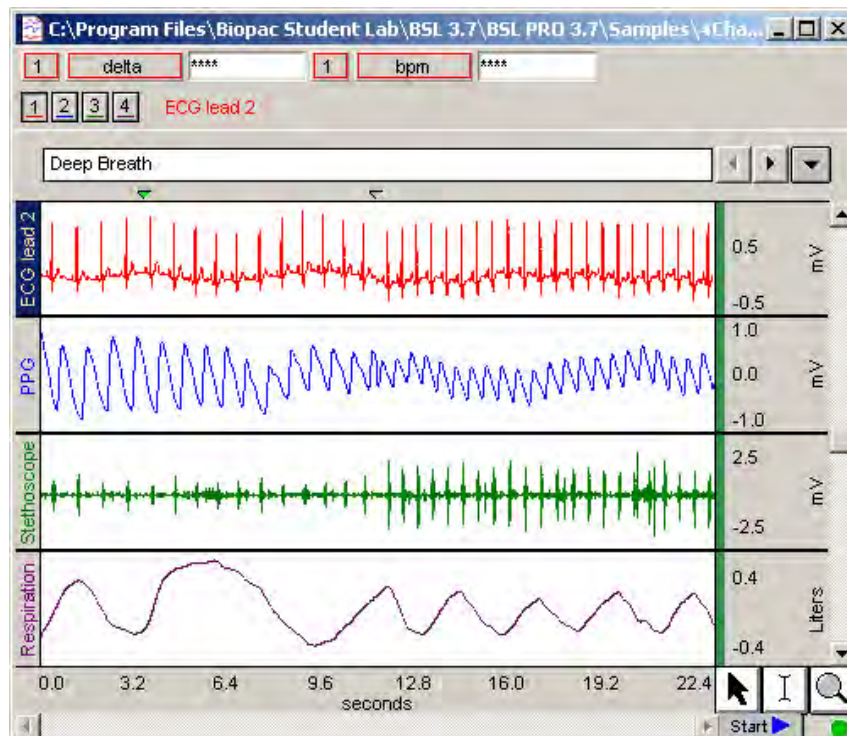 C:\Program Files\Biopac Student Lab\BSL 3.7\BSL PRO 3.7\Samples\4Cha...
1 delta **** 1 bpm ****
1 2 3 4 ECG lead 2
Deep Breath
ECG lead 2
0.5
-0.5
mV
PPG
1.0
0.0
-1.0
mV
Stethoscope
2.5
-2.5
mV
Respiration
0.4
-0.4
Liters
0.0 3.2 6.4 9.6 12.8 16.0 19.2 22.4
seconds
Start